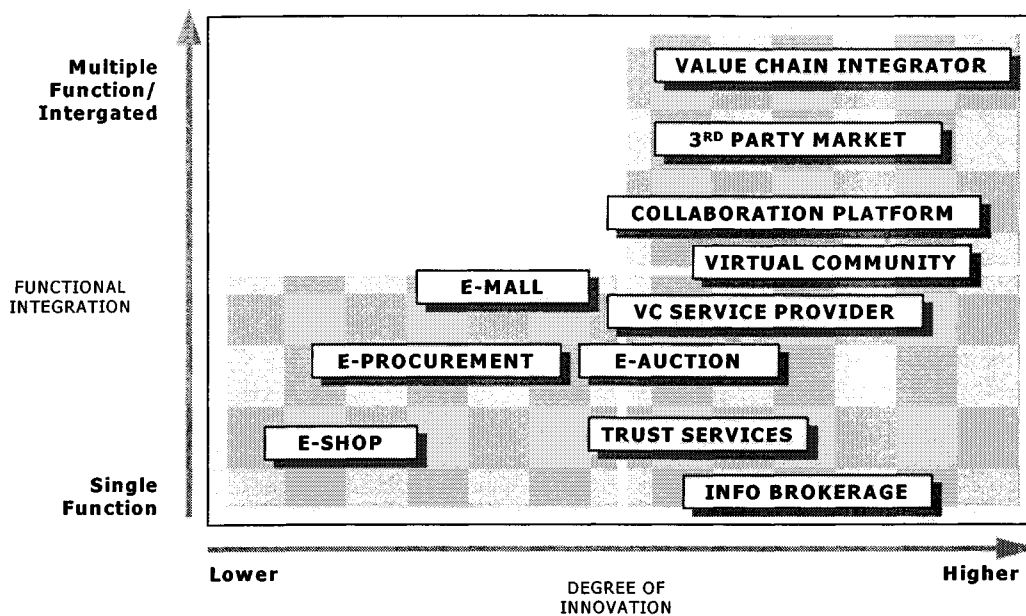 Multiple
Function/
Intergated
VALUE CHAIN INTEGRATOR
3RD PARTY MARKET
COLLABORATION PLATFORM
VIRTUAL COMMUNITY
FUNCTIONAL
INTEGRATION
E-MALL
VC SERVICE PROVIDER
E-PROCUREMENT
E-AUCTION
E-SHOP
TRUST SERVICES
Single
Function
INFO BROKERAGE
Lower
Higher
DEGREE OF
INNOVATION